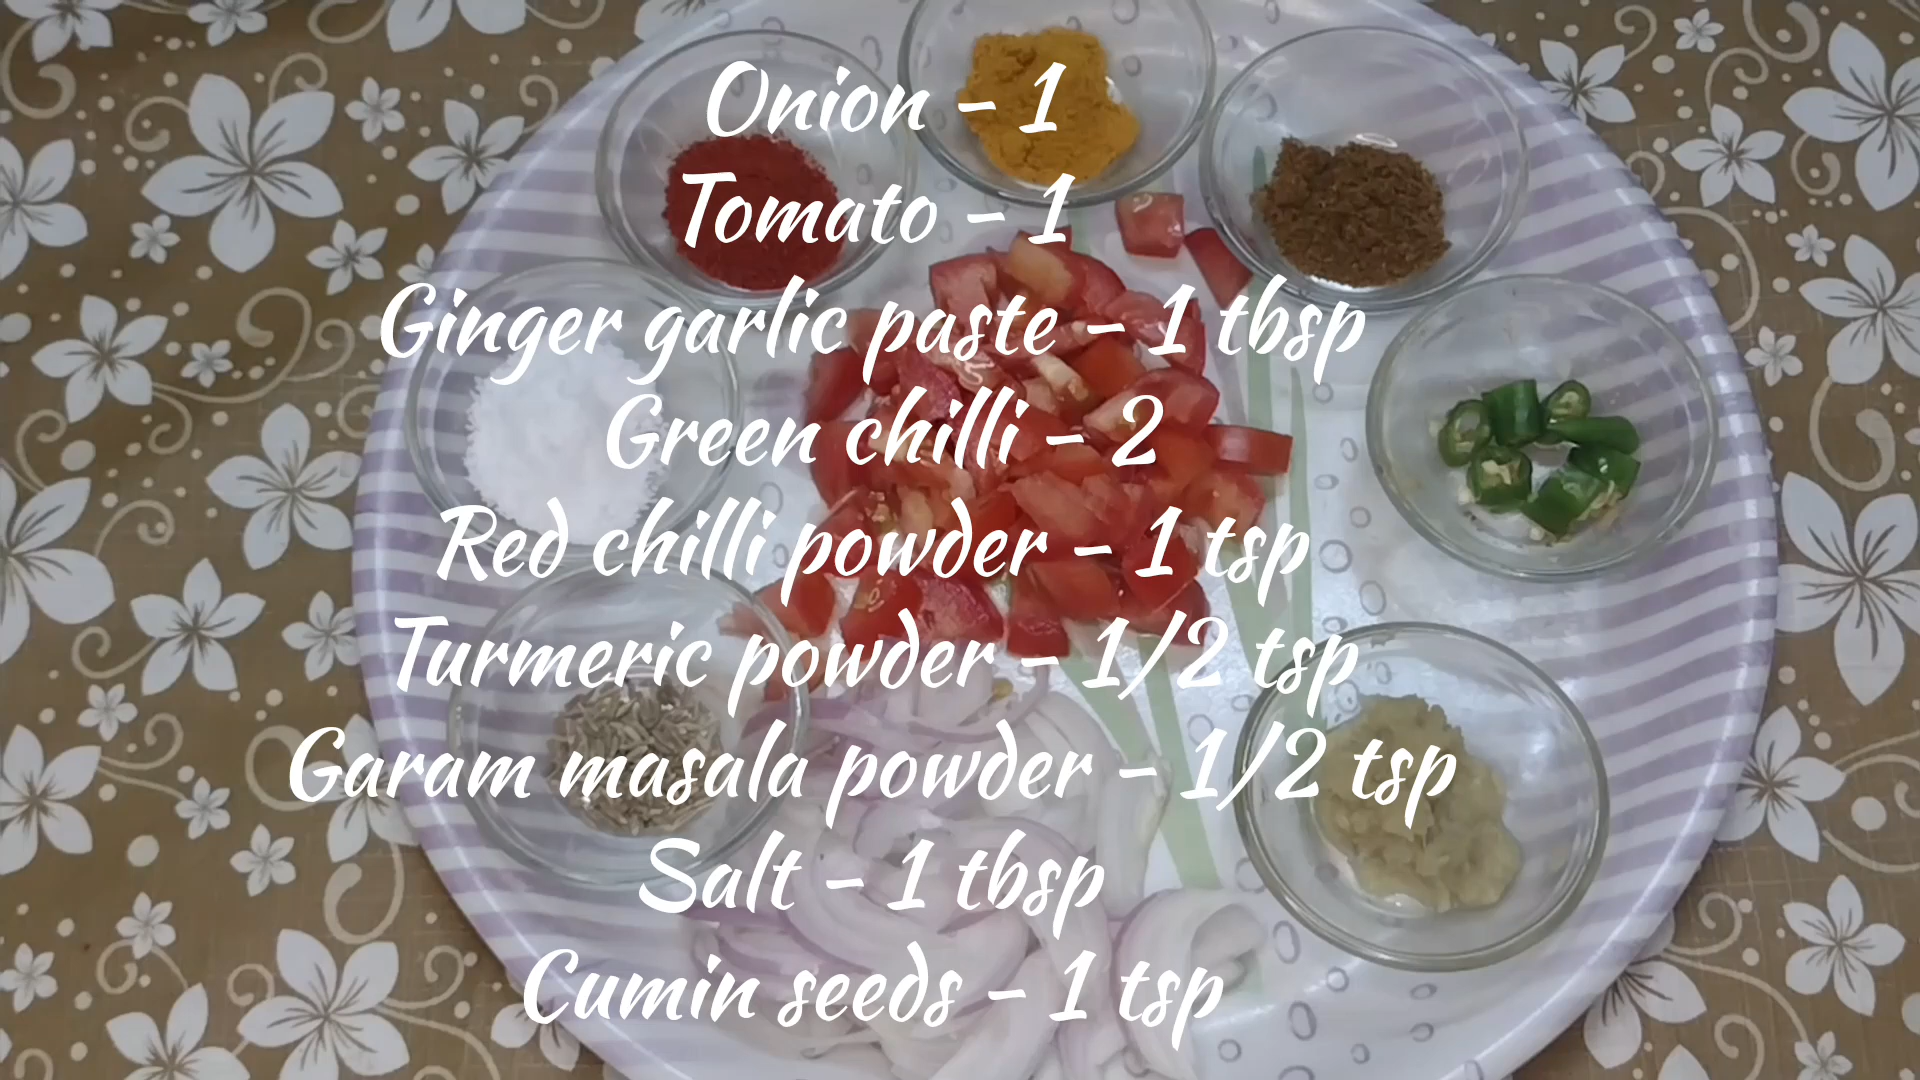 Onion - 1
Tomato - 1
Ginger garlic paste - 1 tbsp
Green chilli - 2
Red chilli powder - 1 tsp
Turmeric powder - 1/2 tsp
Garam masala powder - 1/2 tsp
Salt - 1 tbsp
Cumin seeds - 1 tsp